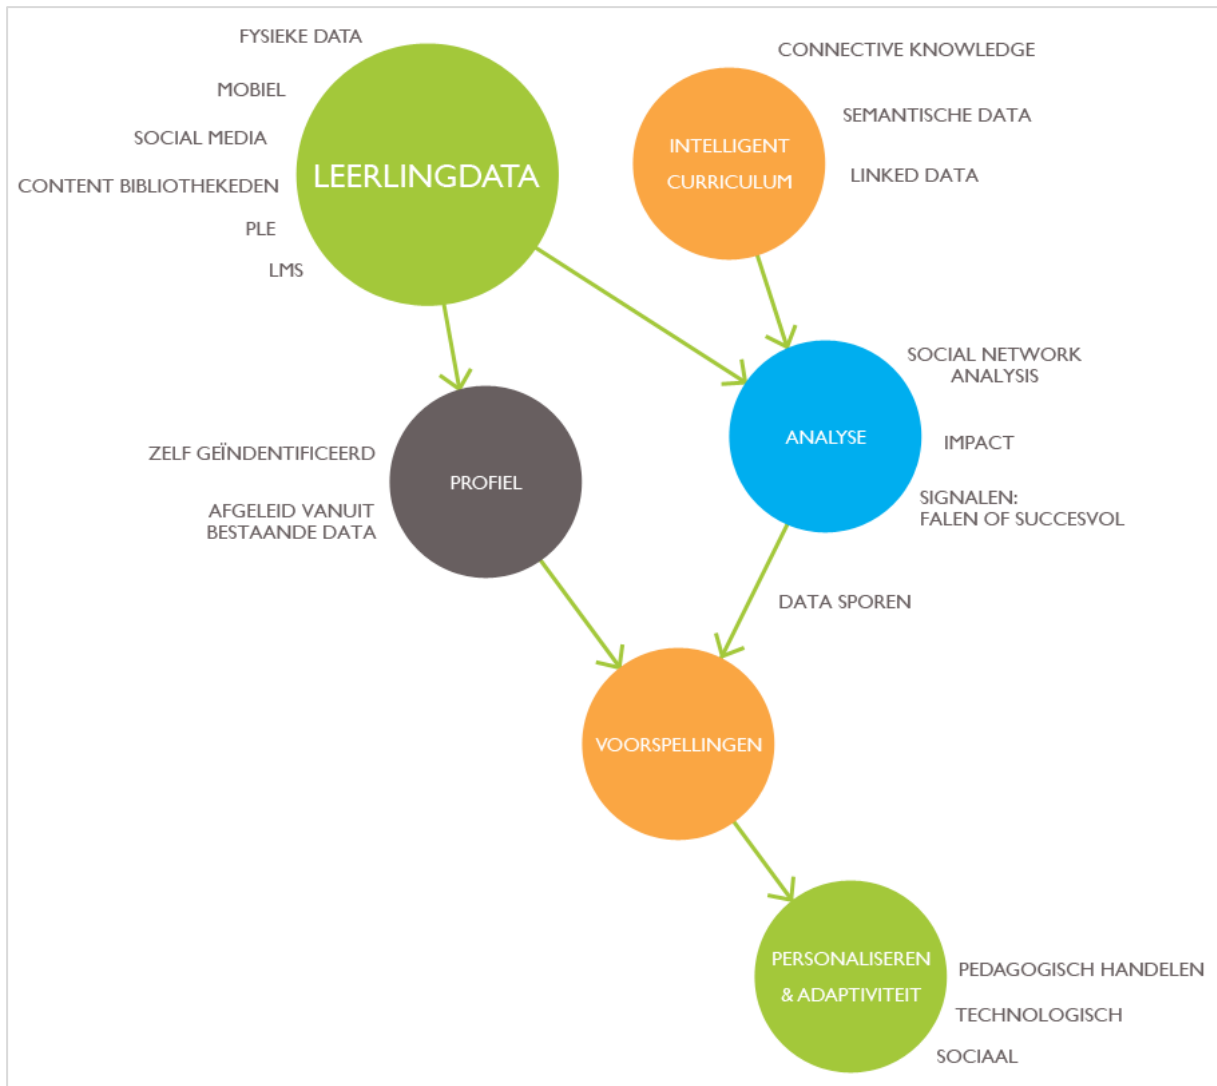 FYSIEKE DATA
MOBIEL
SOCIAL MEDIA
CONTENT BIBLIOTHEKEDEN
PLE
LMS
LEERLINGDATA
CONNECTIVE KNOWLEDGE
SEMANTISCHE DATA
LINKED DATA
INTELLIGENT
CURRICULUM
SOCIAL NETWORK
ANALYSIS
IMPACT
SIGNALEN:
FALEN OF SUCCESVOL
ANALYSE
ZELF GEÏNDENTIFICEERD
AFGELEID VANUIT
BESTAANDE DATA
PROFIEL
DATA SPOREN
VOORSPELLINGEN
PERSONALISEREN
& ADAPTIVITEIT
PEDAGOGISCH HANDELEN
TECHNOLOGISCH
SOCIAAL